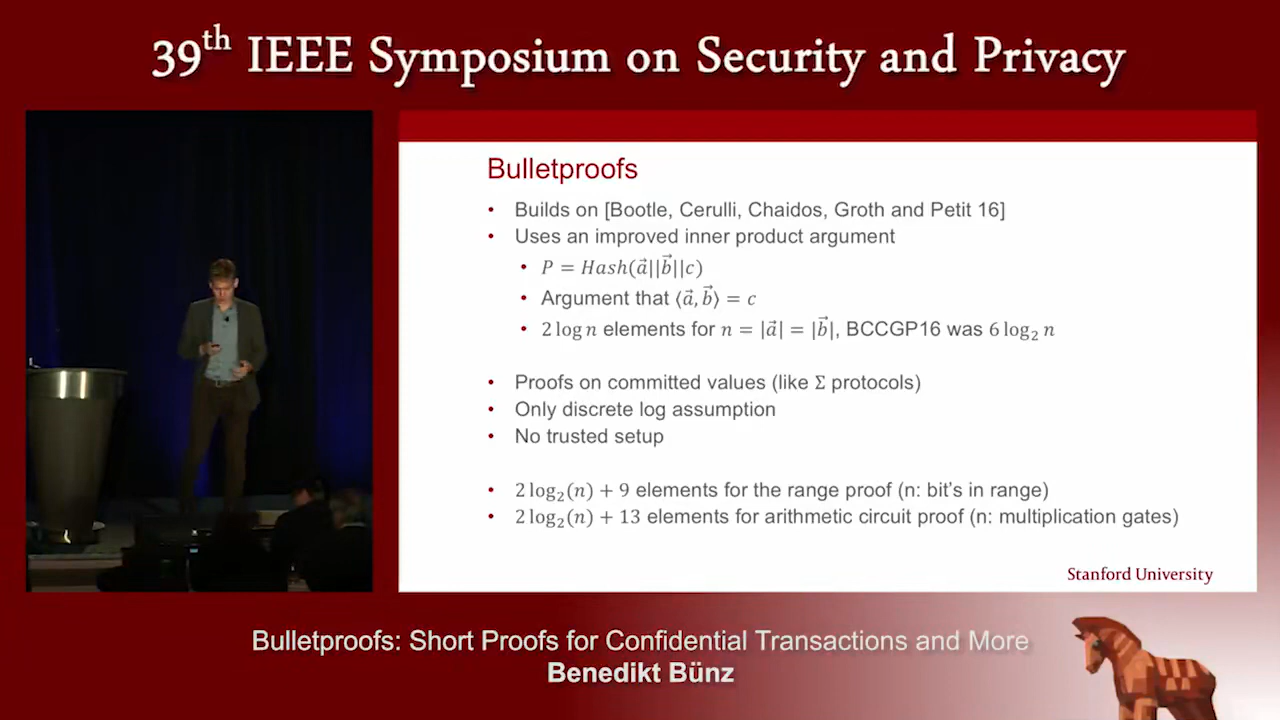 39th IEEE Symposium on Security and Privacy
Bulletproofs
• Builds on [Bootle, Cerulli, Chaidos, Groth and Petit 16]
• Uses an improved inner product argument
• P = Hash(a⃗||b⃗||c)
• Argument that ⟨a⃗, b⃗⟩ = c
• 2 log n elements for n = |a⃗| = |b⃗|, BCCGP16 was 6 log₂ n
• Proofs on committed values (like Σ protocols)
• Only discrete log assumption
• No trusted setup
• 2 log₂(n) + 9 elements for the range proof (n: bit's in range)
• 2 log₂(n) + 13 elements for arithmetic circuit proof (n: multiplication gates)
Stanford University
Bulletproofs: Short Proofs for Confidential Transactions and More
Benedikt Bünz